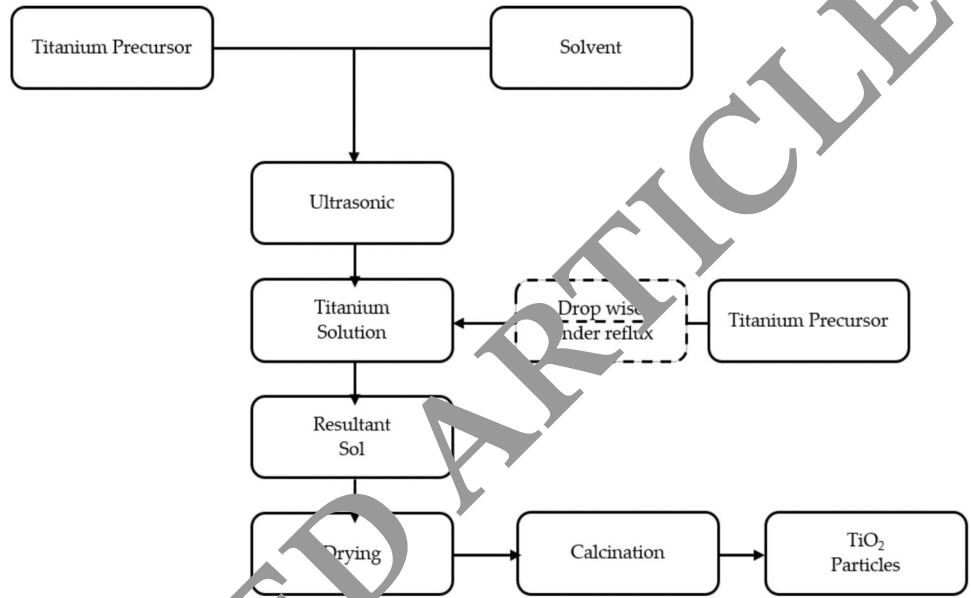 Titanium Precursor
Solvent
Ultrasonic
Titanium
Solution
Drop wise
under reflux
Titanium Precursor
Resultant
Sol
Drying
Calcination
TiO₂
Particles
ED ARTICLE